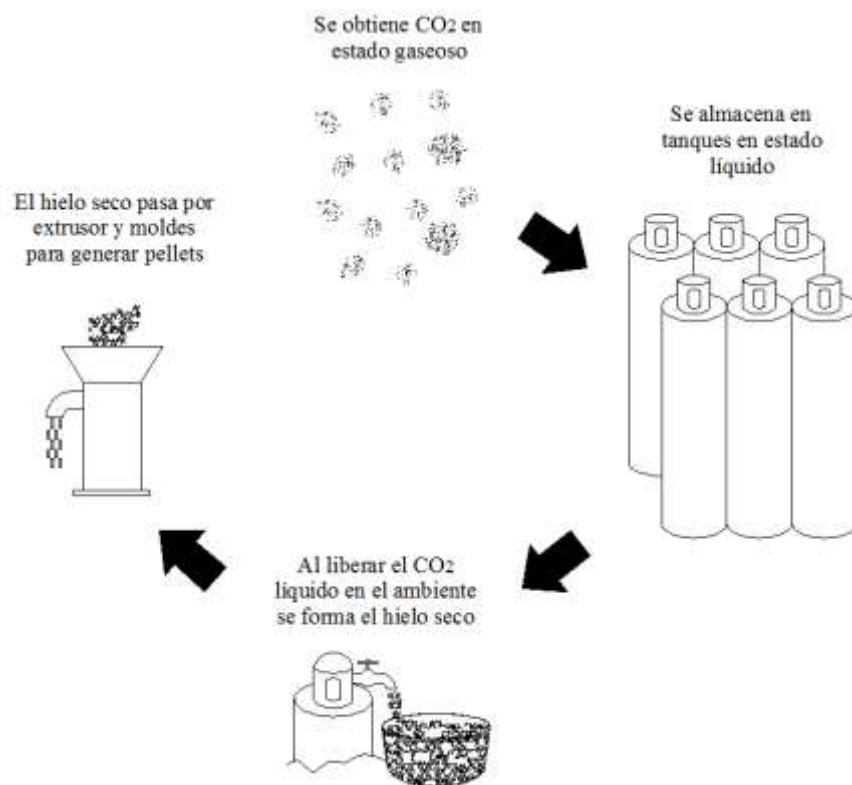 Se obtiene CO2 en
estado gaseoso
Se almacena en
tanques en estado
líquido
Al liberar el CO2
líquido en el ambiente
se forma el hielo seco
El hielo seco pasa por
extrusor y moldes
para generar pellets